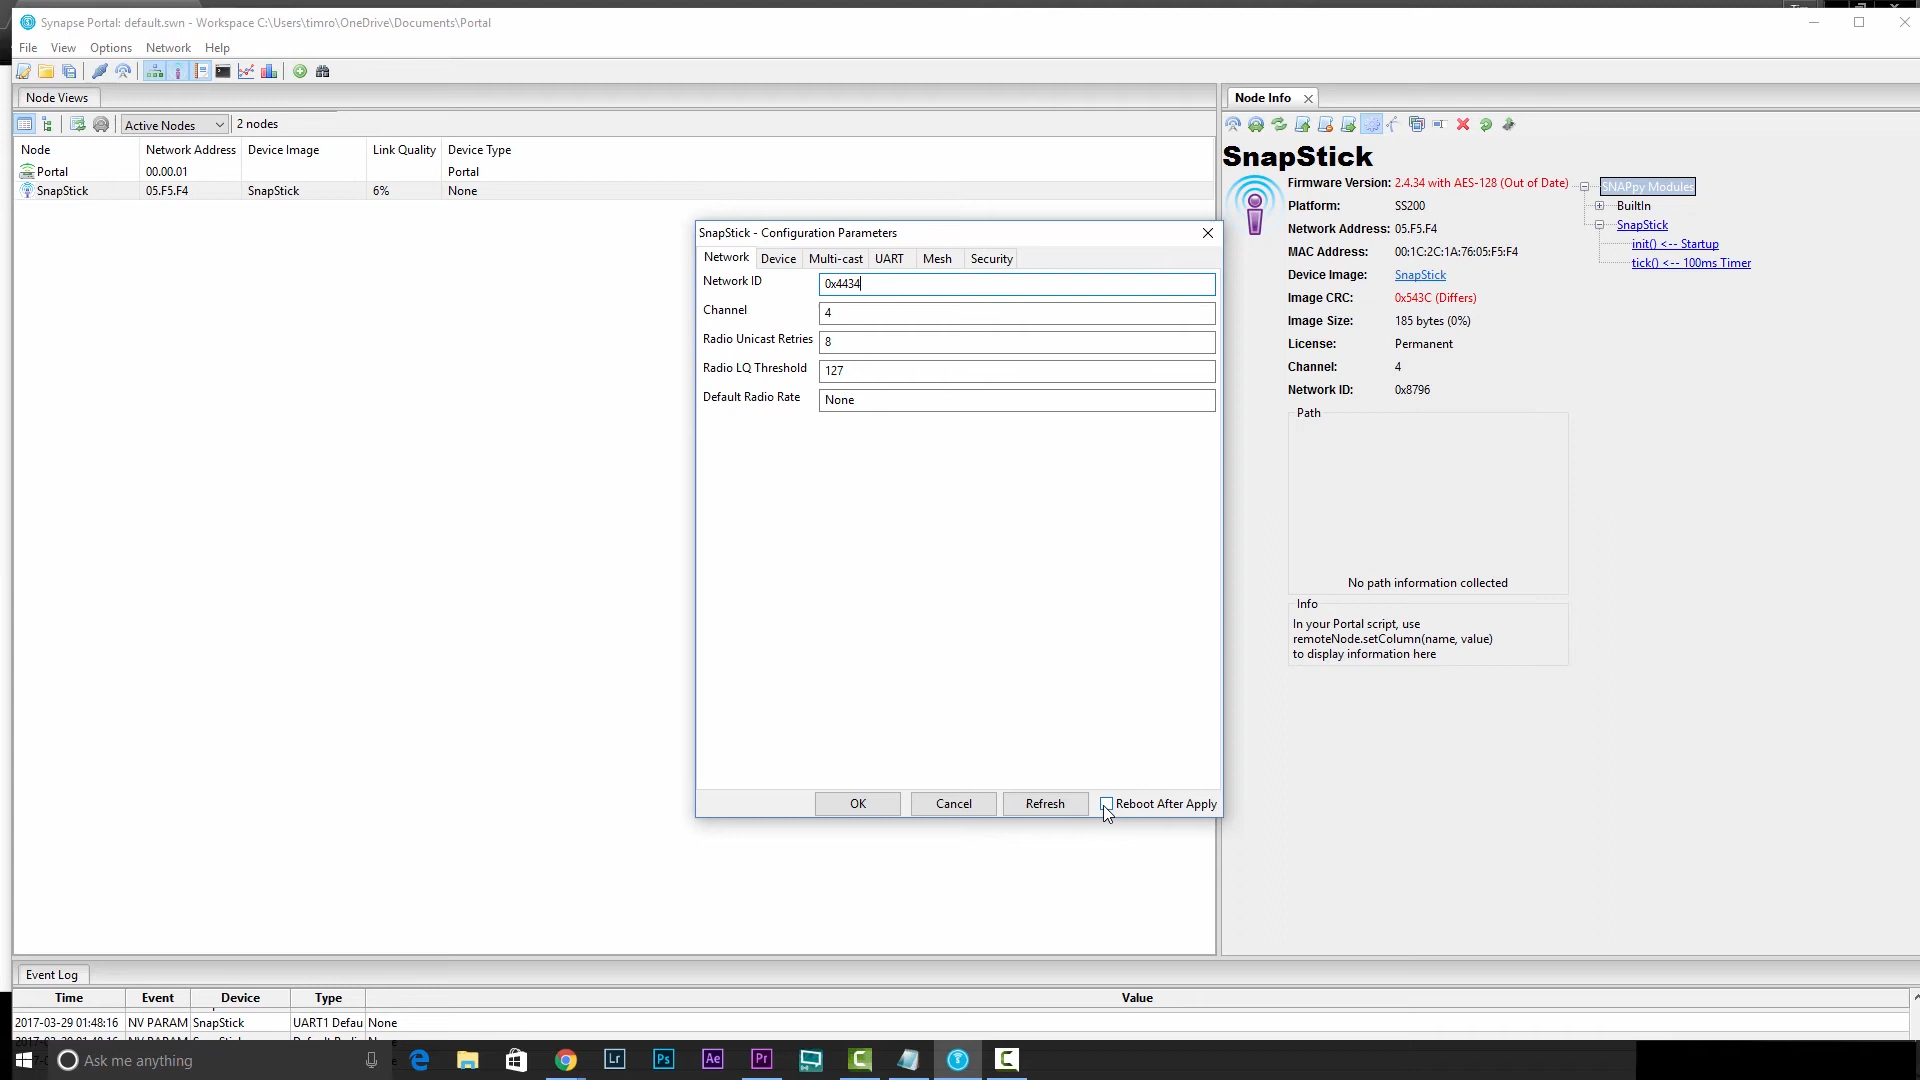 Synapse Portal: default.swn - Workspace C:\Users\timro\OneDrive\Documents\Portal
File View Options Network Help
Node Views
Active Nodes 2 nodes
Node Network Address Device Image Link Quality Device Type
Portal 00.00.01 Portal
SnapStick 05.F5.F4 SnapStick 6% None
SnapStick - Configuration Parameters
Network Device Multi-cast UART Mesh Security
Network ID 0x4434
Channel 4
Radio Unicast Retries 8
Radio LQ Threshold 127
Default Radio Rate None
OK Cancel Refresh Reboot After Apply
Node Info
SnapStick
Firmware Version: 2.4.34 with AES-128 (Out of Date)
Platform: SS200
Network Address: 05.F5.F4
MAC Address: 00:1C:2C:1A:76:05:F5:F4
Device Image: SnapStick
Image CRC: 0x543C (Differs)
Image Size: 185 bytes (0%)
License: Permanent
Channel: 4
Network ID: 0x8796
Path
No path information collected
Info
In your Portal script, use
remoteNode.setColumn(name, value)
to display information here
SNAPpy Modules
BuiltIn
SnapStick
init() <-- Startup
tick() <-- 100ms Timer
Event Log
Time Event Device Type Value
2017-03-29 01:48:16 NV PARAM SnapStick UART1 Defau None
Ask me anything
Lr Ps Ae Pr